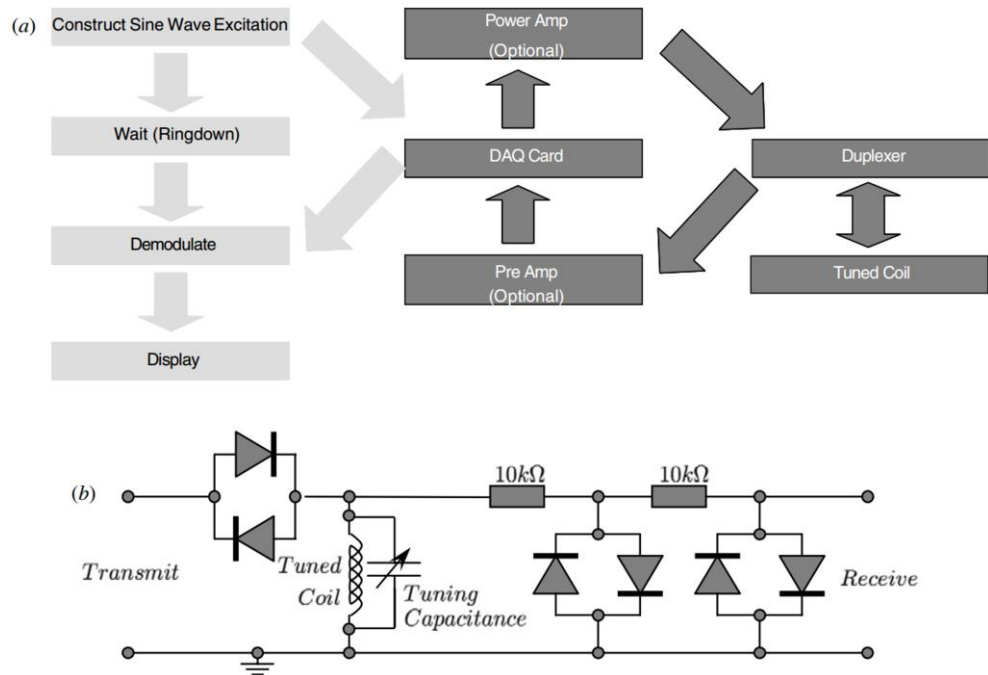 (a)
Construct Sine Wave Excitation
Wait (Ringdown)
Demodulate
Display
Power Amp
(Optional)
DAQ Card
Pre Amp
(Optional)
Duplexer
Tuned Coil
(b)
Transmit
Tuned
Coil
Tuning
Capacitance
10kΩ
10kΩ
Receive